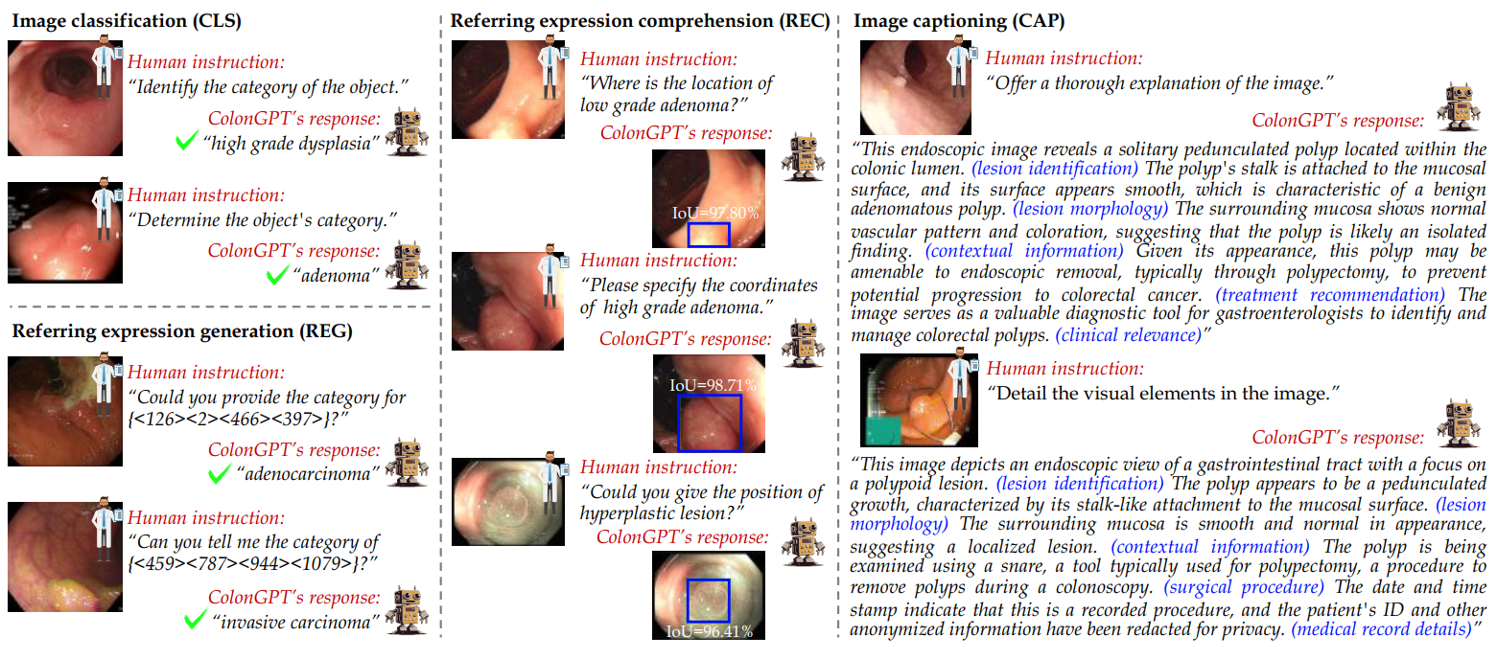 Image classification (CLS)
Human instruction:
“Identify the category of the object.”
ColonGPT’s response:
“high grade dysplasia”
Human instruction:
“Determine the object's category.”
ColonGPT’s response:
“adenoma”
Referring expression generation (REG)
Human instruction:
“Could you provide the category for
{<126><2><466><397>}?”
ColonGPT’s response:
“adenocarcinoma”
Human instruction:
“Can you tell me the category of
{<459><787><944><1079>}?”
ColonGPT’s response:
“invasive carcinoma”
Referring expression comprehension (REC)
Human instruction:
“Where is the location of
low grade adenoma?”
ColonGPT’s response:
IoU=97.80%
Human instruction:
“Please specify the coordinates
of high grade adenoma.”
ColonGPT’s response:
IoU=98.71%
Human instruction:
“Could you give the position of
hyperplastic lesion?”
ColonGPT’s response:
IoU=96.41%
Image captioning (CAP)
Human instruction:
“Offer a thorough explanation of the image.”
ColonGPT’s response:
“This endoscopic image reveals a solitary pedunculated polyp located within the
colonic lumen. (lesion identification) The polyp's stalk is attached to the mucosal
surface, and its surface appears smooth, which is characteristic of a benign
adenomatous polyp. (lesion morphology) The surrounding mucosa shows normal
vascular pattern and coloration, suggesting that the polyp is likely an isolated
finding. (contextual information) Given its appearance, this polyp may be
amenable to endoscopic removal, typically through polypectomy, to prevent
potential progression to colorectal cancer. (treatment recommendation) The
image serves as a valuable diagnostic tool for gastroenterologists to identify and
manage colorectal polyps. (clinical relevance)”
Human instruction:
“Detail the visual elements in the image.”
ColonGPT’s response:
“This image depicts an endoscopic view of a gastrointestinal tract with a focus on
a polypoid lesion. (lesion identification) The polyp appears to be a pedunculated
growth, characterized by its stalk-like attachment to the mucosal surface. (lesion
morphology) The surrounding mucosa is smooth and normal in appearance,
suggesting a localized lesion. (contextual information) The polyp is being
examined using a snare, a tool typically used for polypectomy, a procedure to
remove polyps during a colonoscopy. (surgical procedure) The date and time
stamp indicate that this is a recorded procedure, and the patient's ID and other
anonymized information have been redacted for privacy. (medical record details)”